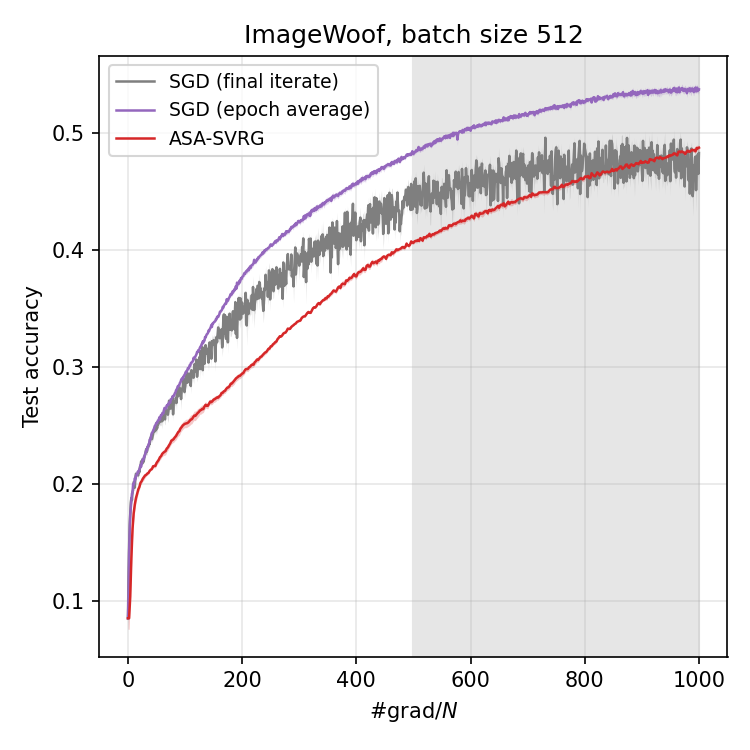 ImageWoof, batch size 512
SGD (final iterate)
SGD (epoch average)
ASA-SVRG
Test accuracy
0.5
0.4
0.3
0.2
0.1
0 200 400 600 800 1000
#grad/N